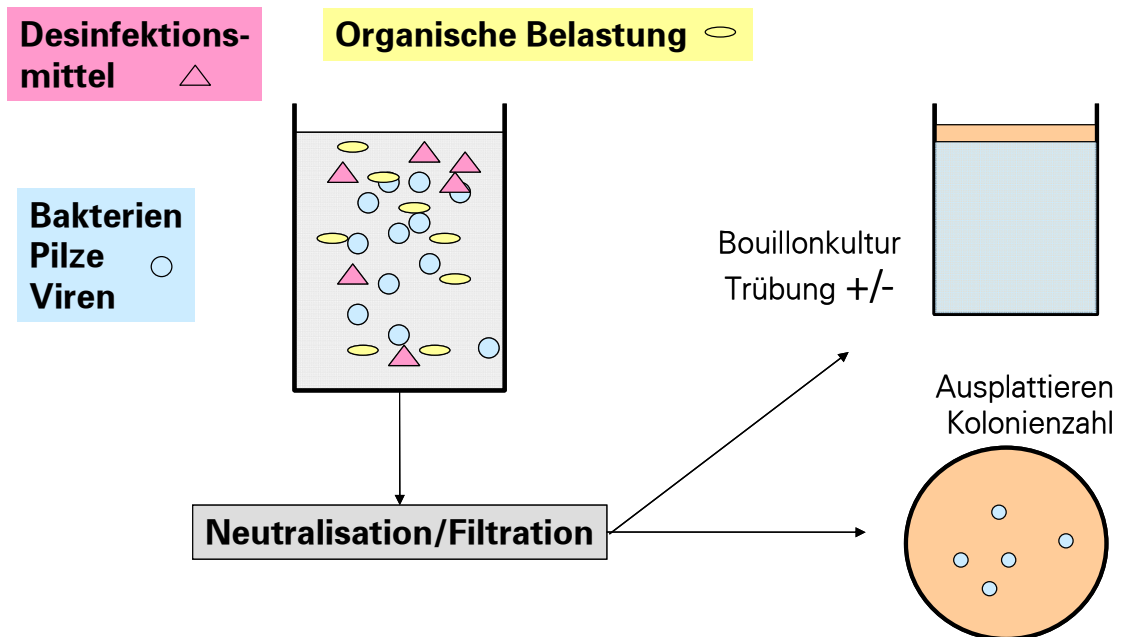 Desinfektions-
mittel
Organische Belastung
Bakterien
Pilze
Viren
Bouillonkultur
Trübung +/-
Ausplattieren
Kolonienzahl
Neutralisation/Filtration